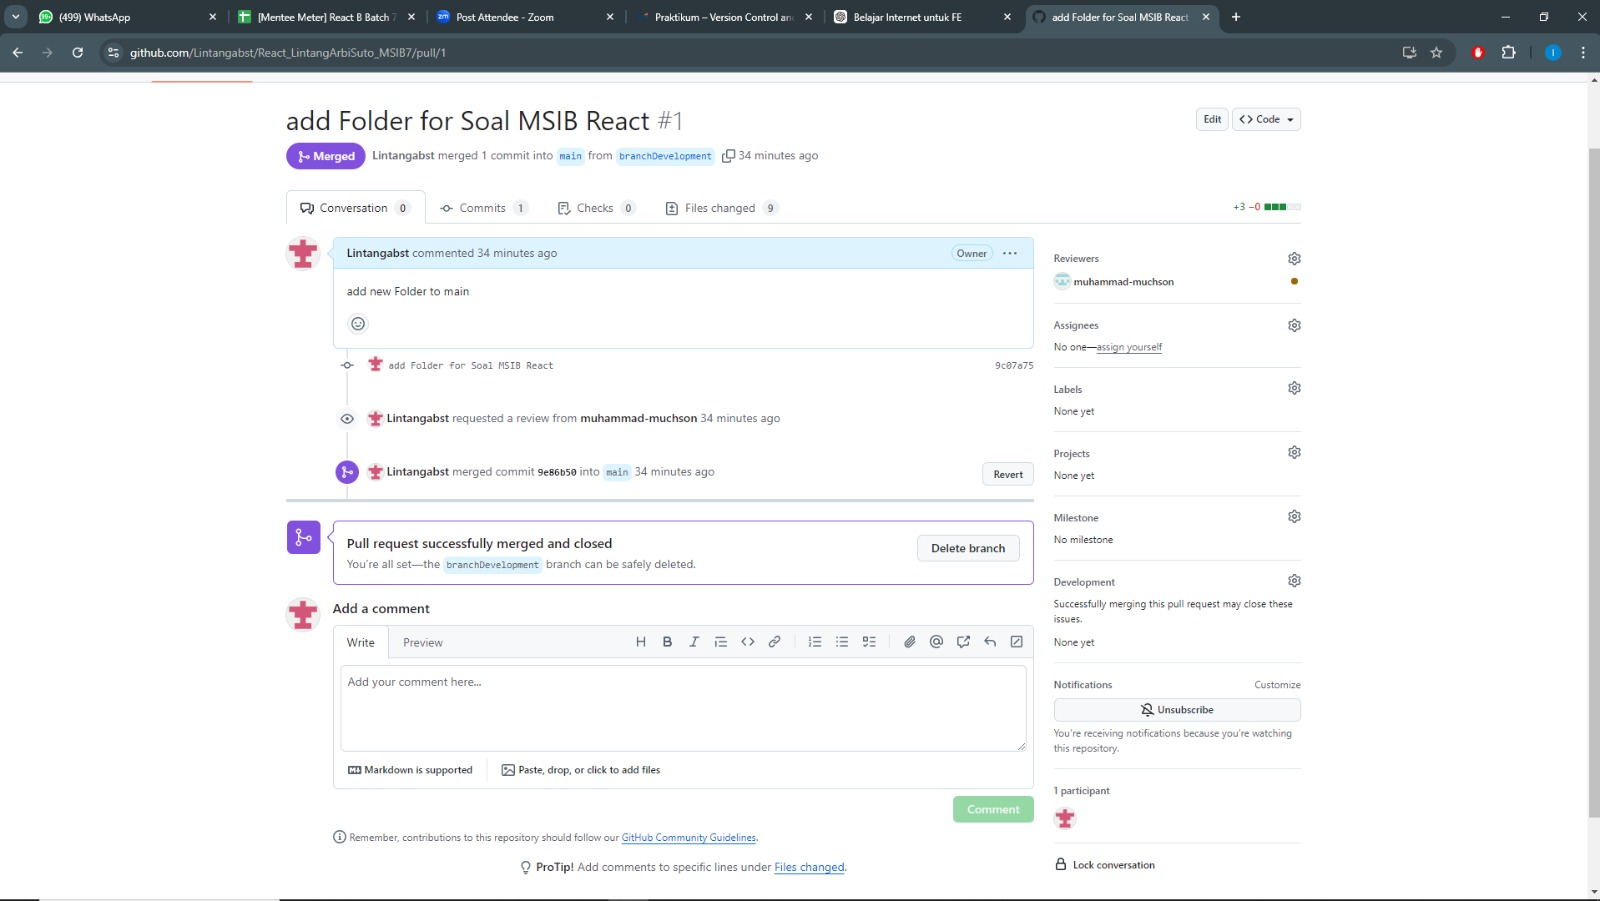 (499) WhatsApp
[Mentee Meter] React B Batch 7
Post Attendee - Zoom
Praktikum – Version Control an
Belajar Internet untuk FE
add Folder for Soal MSIB React
github.com/Lintangabst/React_LintangArbiSuto_MSIB7/pull/1
add Folder for Soal MSIB React #1
Edit
Code
Merged
Lintangabst merged 1 commit into main from branchDevelopment 34 minutes ago
Conversation 0
Commits 1
Checks 0
Files changed 9
+3 −0
Lintangabst commented 34 minutes ago
Owner
add new Folder to main
add Folder for Soal MSIB React
9c07a75
Lintangabst requested a review from muhammad-muchson 34 minutes ago
Lintangabst merged commit 9e86b50 into main 34 minutes ago
Revert
Pull request successfully merged and closed
You're all set—the branchDevelopment branch can be safely deleted.
Delete branch
Add a comment
Write
Preview
Add your comment here...
Markdown is supported
Paste, drop, or click to add files
Comment
Remember, contributions to this repository should follow our GitHub Community Guidelines.
ProTip! Add comments to specific lines under Files changed.
Reviewers
muhammad-muchson
Assignees
No one—assign yourself
Labels
None yet
Projects
None yet
Milestone
No milestone
Development
Successfully merging this pull request may close these
issues.
None yet
Notifications
Customize
Unsubscribe
You're receiving notifications because you're watching
this repository.
1 participant
Lock conversation